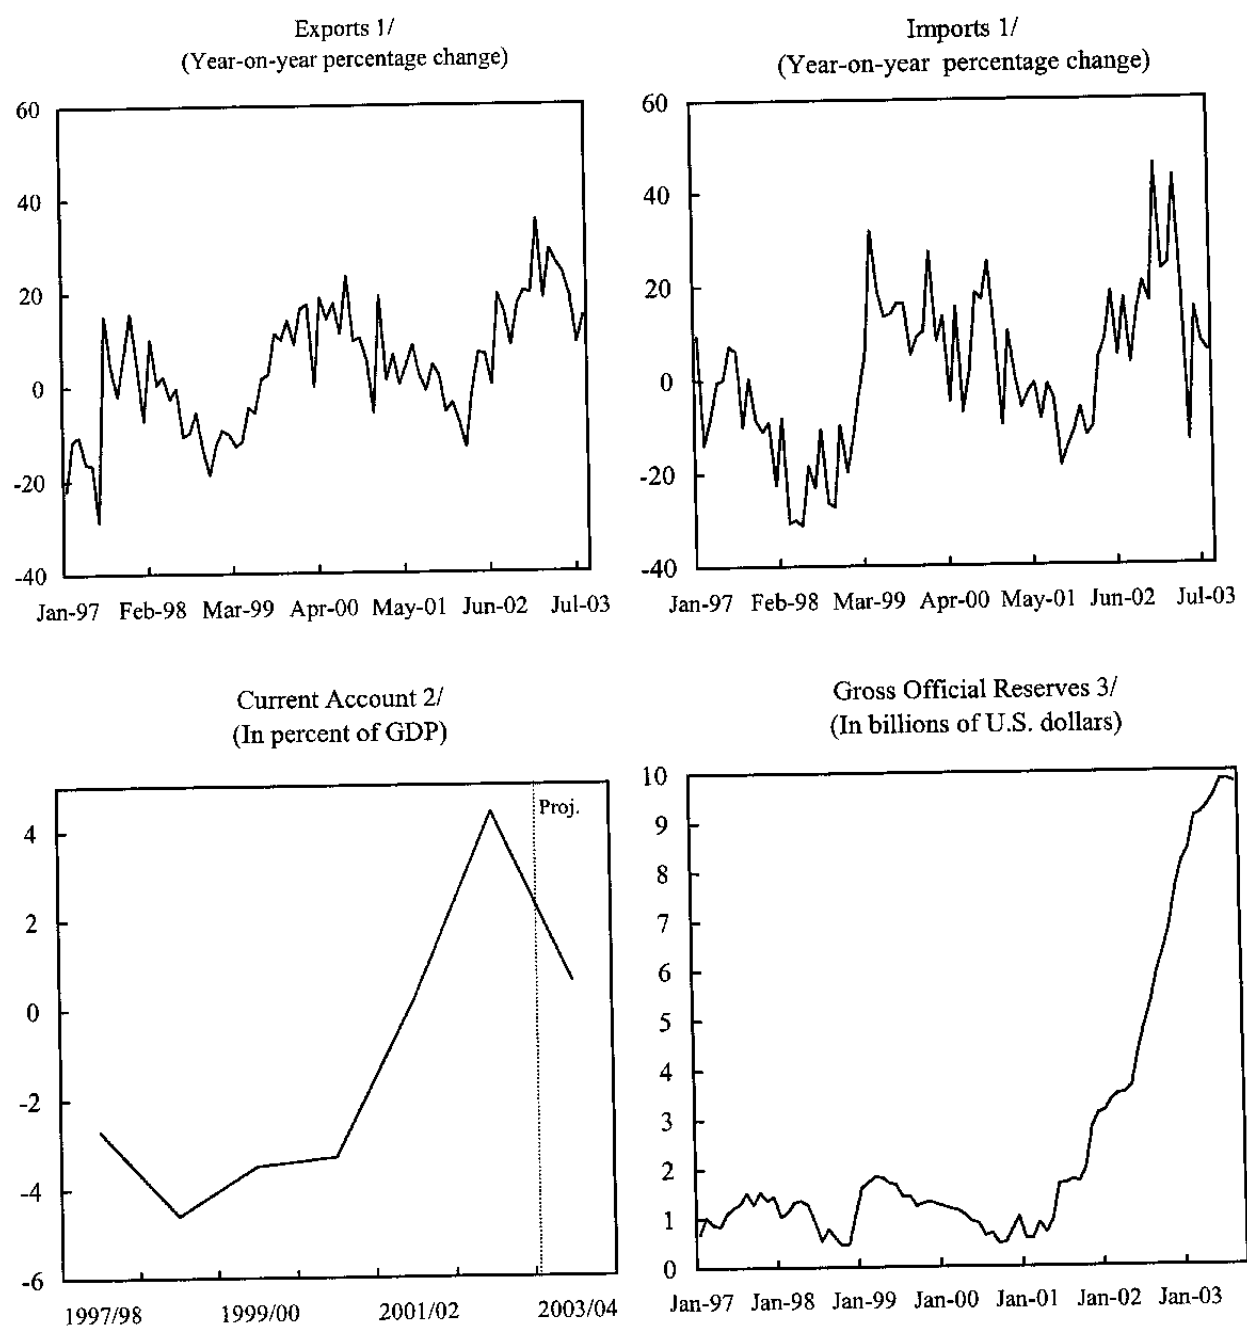 Exports 1/
(Year-on-year percentage change)
60
40
20
0
-20
-40
Jan-97 Feb-98 Mar-99 Apr-00 May-01 Jun-02 Jul-03
Imports 1/
(Year-on-year percentage change)
60
40
20
0
-20
-40
Jan-97 Feb-98 Mar-99 Apr-00 May-01 Jun-02 Jul-03
Current Account 2/
(In percent of GDP)
Proj.
4
2
0
-2
-4
-6
1997/98 1999/00 2001/02 2003/04
Gross Official Reserves 3/
(In billions of U.S. dollars)
10
9
8
7
6
5
4
3
2
1
0
Jan-97 Jan-98 Jan-99 Jan-00 Jan-01 Jan-02 Jan-03